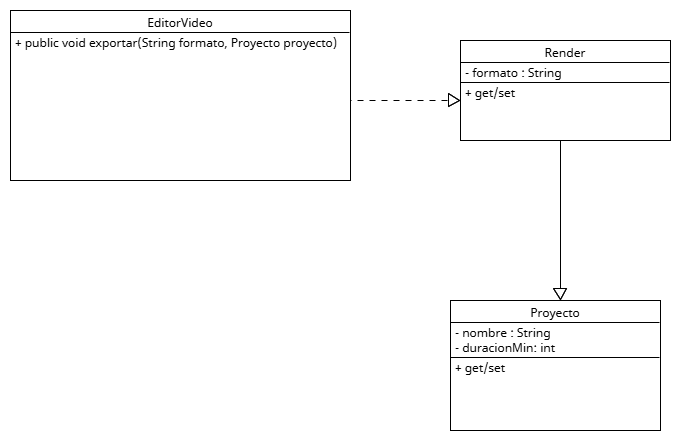 EditorVideo
+ public void exportar(String formato, Proyecto proyecto)
Render
- formato : String
+ get/set
Proyecto
- nombre : String
- duracionMin: int
+ get/set